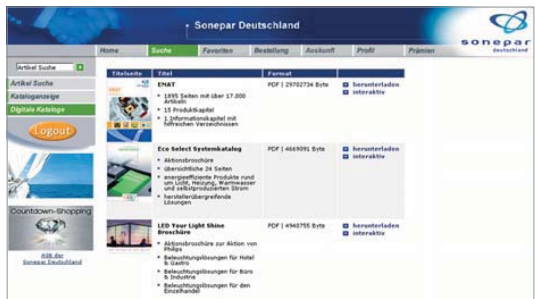 Sonepar Deutschland
sonepar
deutschland
Home Suche Favoriten Bestellung Auskunft Profil Prämien
Artikel Suche
Artikel Suche
Kataloganzeige
Digitale Kataloge
Logout
Countdown-Shopping
AGB der
Sonepar Deutschland
Titelseite Titel Format
EMAT PDF | 29782734 Byte herunterladen
interaktiv
1895 Seiten mit über 17.000
Artikeln
15 Produktkapitel
1 Informationskapitel mit
hilfreichen Verzeichnissen
Eco Select Systemkatalog PDF | 4669091 Byte herunterladen
interaktiv
Aktionsbroschüre
übersichtliche 24 Seiten
energieeffiziente Produkte rund
um Licht, Heizung, Warmwasser
und selbstproduzierten Strom
herstellerübergreifende
Lösungen
LED Your Light Shine
Broschüre PDF | 4940755 Byte herunterladen
interaktiv
Aktionsbroschüre zur Aktion von
Philips
Beleuchtungslösungen für Hotel
& Gastro
Beleuchtungslösungen für Büro
& Industrie
Beleuchtungslösungen für den
Einzelhandel